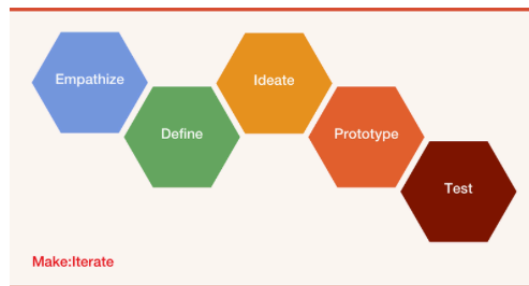 Empathize
Define
Ideate
Prototype
Test
Make:Iterate